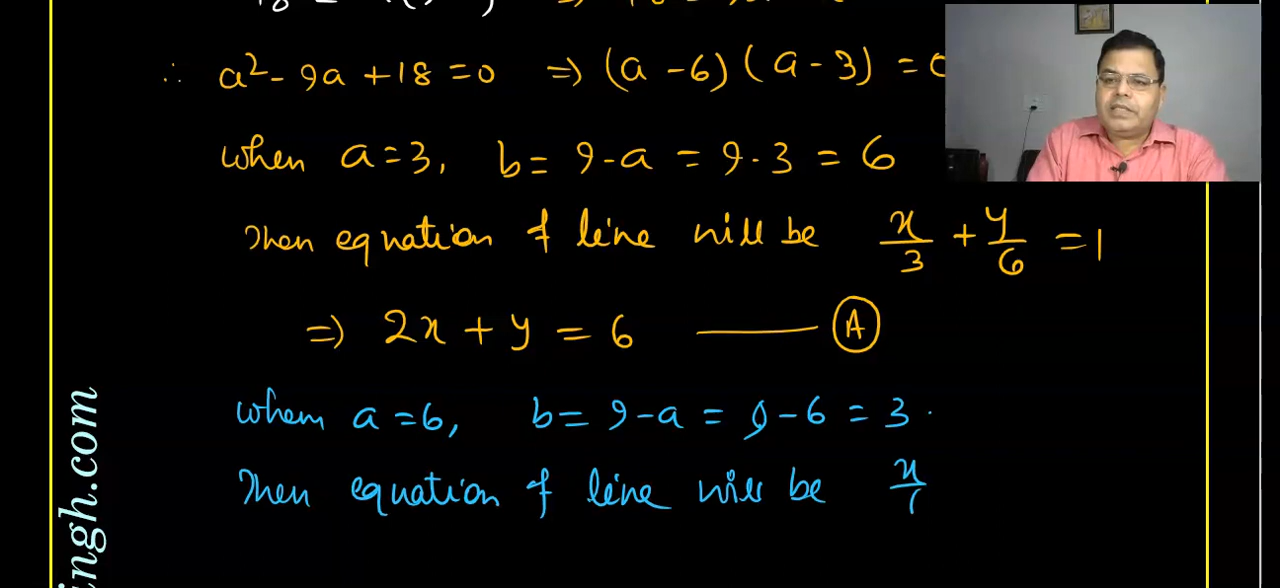 ∴ a² - 9a + 18 = 0 ⇒ (a - 6) (a - 3) = 0
when a = 3, b = 9 - a = 9 - 3 = 6
Then equation of line will be x/3 + y/6 = 1
⇒ 2x + y = 6 —— (A)
when a = 6, b = 9 - a = 9 - 6 = 3.
Then equation of line will be x/
ingh.com